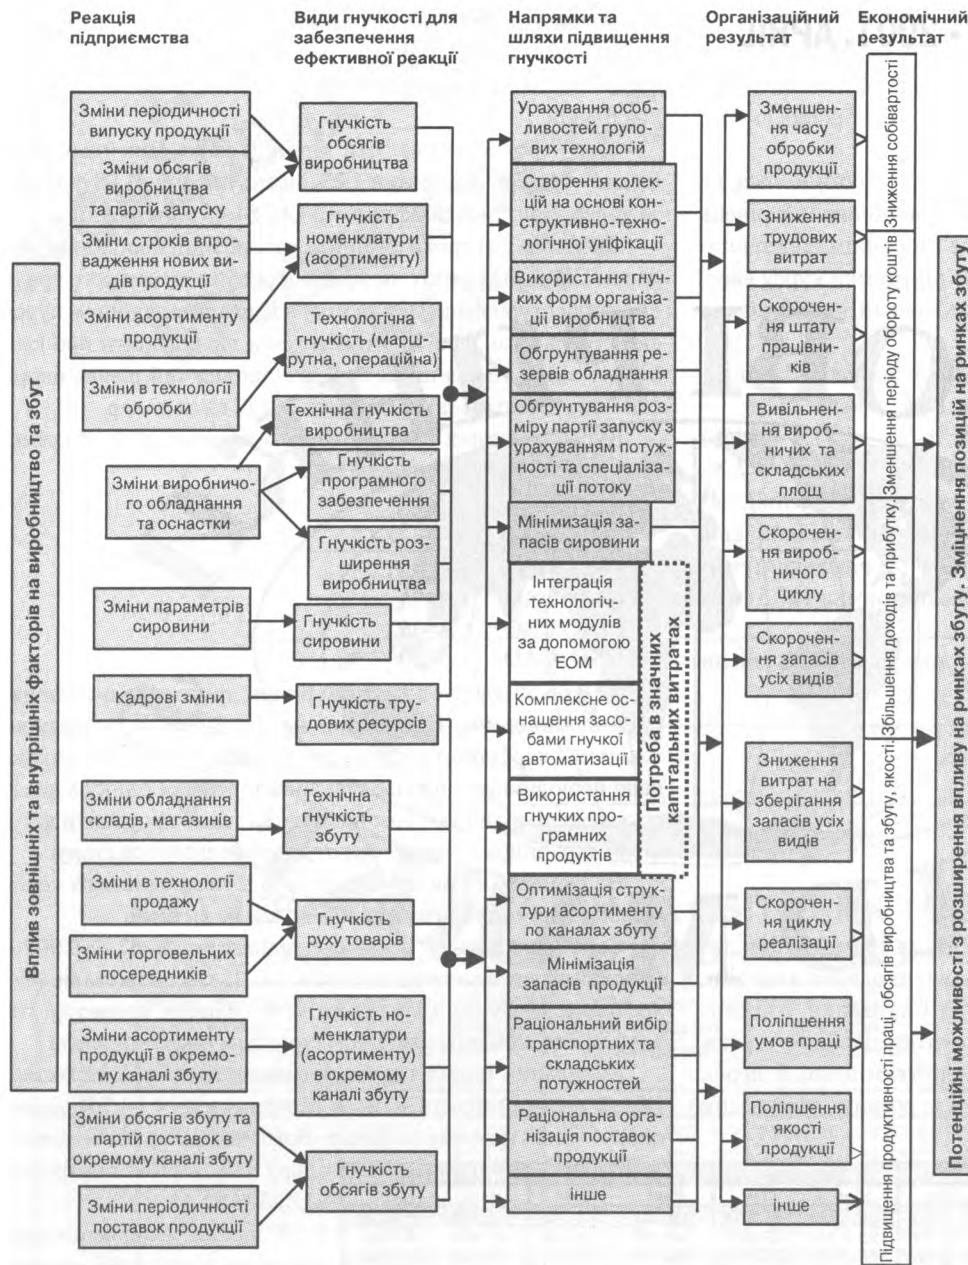 Реакція
підприємства
Види гнучкості для
забезпечення
ефективної реакції
Напрямки та
шляхи підвищення
гнучкості
Організаційний
результат
Економічний
результат
Вплив зовнішніх та внутрішніх факторів на виробництво та збут
Зміни періодичності
випуску продукції
Зміни обсягів
виробництва
та партій запуску
Зміни строків впро-
вадження нових ви-
дів продукції
Зміни асортименту
продукції
Зміни в технології
обробки
Зміни виробничо-
го обладнання
та оснастки
Зміни параметрів
сировини
Кадрові зміни
Зміни обладнання
складів, магазинів
Зміни в технології
продажу
Зміни торговельних
посередників
Зміни асортименту
продукції в окремо-
му каналі збуту
Зміни обсягів збуту та
партій поставок в
окремому каналі збуту
Зміни періодичності
поставок продукції
Гнучкість
обсягів
виробництва
Гнучкість
номенклатури
(асортименту)
Технологічна
гнучкість (марш-
рутна, операційна)
Технічна гнучкість
виробництва
Гнучкість
програмного
забезпечення
Гнучкість роз-
ширення
виробництва
Гнучкість
сировини
Гнучкість тру-
дових ресурсів
Технічна
гнучкість
збуту
Гнучкість
руху товарів
Гнучкість но-
менклатури
(асортименту)
в окремому
каналі збуту
Гнучкість
обсягів збуту
Урахування особ-
ливостей групо-
вих технологій
Створення колек-
цій на основі кон-
структивно-техно-
логічної уніфікації
Використання гнуч-
ких форм організа-
ції виробництва
Обгрунтування ре-
зервів обладнання
Обгрунтування роз-
міру партії запуску з
урахуванням потуж-
ності та спеціаліза-
ції потоку
Мінімизація за-
пасів сировини
Інтеграція
технологіч-
них модулів
за допомогою
ЕОМ
Комплексне ос-
нащення засо-
бами гнучкої
автоматизації
Використання
гнучких про-
грамних
продуктів
Потреба в значних
капітальних витратах
Оптимізація струк-
тури асортименту
по каналах збуту
Мінімізація
запасів продукції
Раціональний вибір
транспортних та
складських
потужностей
Раціональна орга-
нізація поставок
продукції
інше
Зменшен-
ня часу
обробки
продукції
Зниження
трудових
витрат
Скорочен-
ня штату
працівни-
ків
Вивільнен-
ня вироб-
ничих та
складських
площ
Скорочен-
ня вироб-
ничого
циклу
Скорочен-
ня запасів
усіх видів
Зниження
витрат на
зберігання
запасів усіх
видів
Скорочен-
ня циклу
реалізації
Поліпшення
умов праці
Поліпшення
якості
продукції
інше
Підвищення продуктивності праці, обсягів виробництва та збуту, якості. Збільшення доходів та прибутку. Зменшення періоду обороту коштів Зниження собівартості
Потенційні можливості з розширення впливу на ринках збуту. Зміцнення позицій на ринках збуту